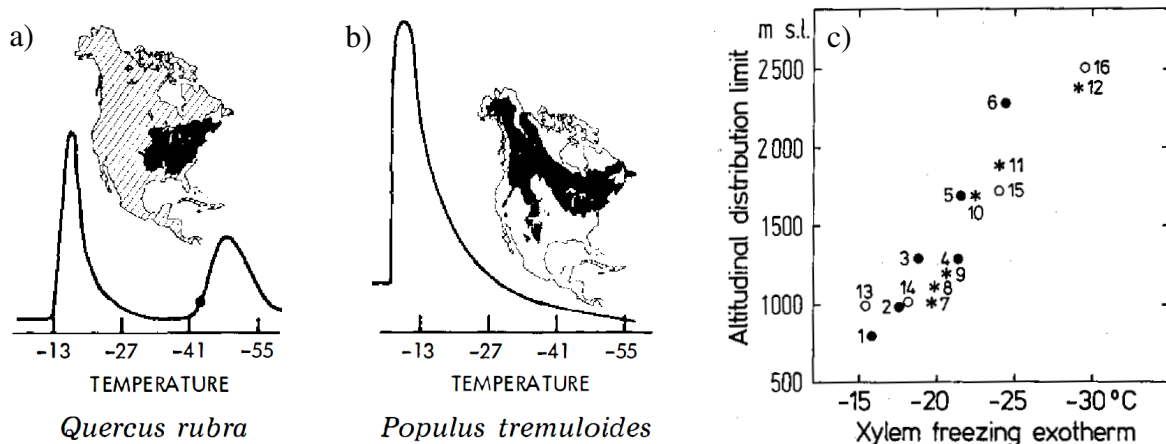 a)
-13 -27 -41 -55
TEMPERATURE
Quercus rubra
b)
-13 -27 -41 -55
TEMPERATURE
Populus tremuloides
c)
m s.l.
Altitudinal distribution limit
2500
2000
1500
1000
500
16
12
6
11
15
5
10
3
4
9
8
7
13
14
2
1
-15 -20 -25 -30 °C
Xylem freezing exotherm